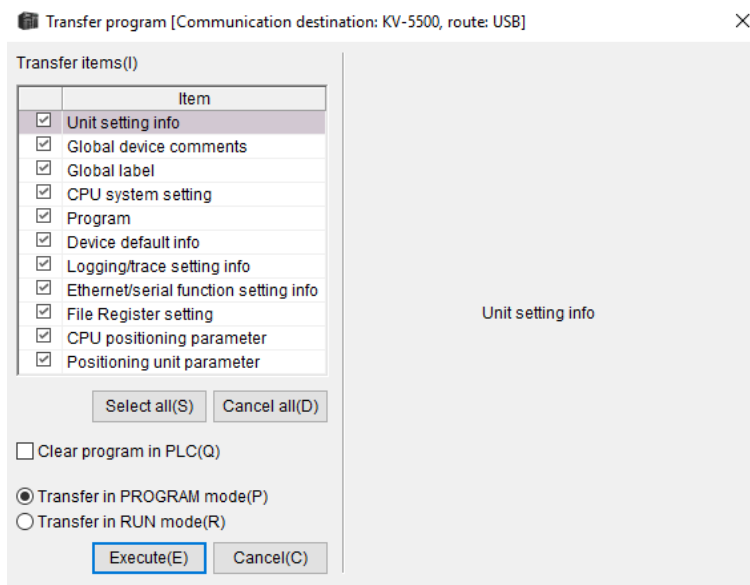 Transfer program [Communication destination: KV-5500, route: USB]
Transfer items(I)
Item
Unit setting info
Global device comments
Global label
CPU system setting
Program
Device default info
Logging/trace setting info
Ethernet/serial function setting info
File Register setting
CPU positioning parameter
Positioning unit parameter
Select all(S) Cancel all(D)
Clear program in PLC(Q)
Transfer in PROGRAM mode(P)
Transfer in RUN mode(R)
Execute(E) Cancel(C)
Unit setting info